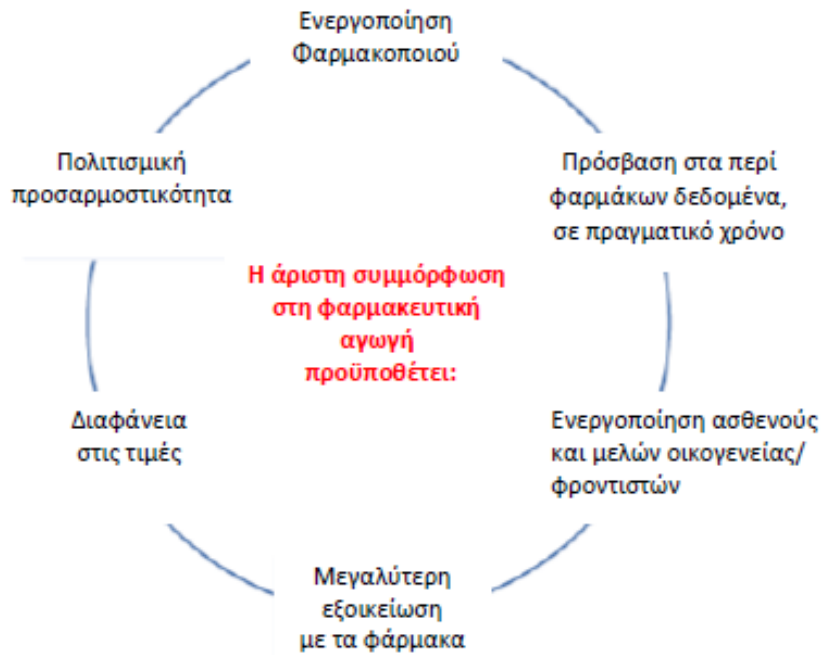 Ενεργοποίηση
Φαρμακοποιού
Πρόσβαση στα περί
φαρμάκων δεδομένα,
σε πραγματικό χρόνο
Ενεργοποίηση ασθενούς
και μελών οικογενείας/
φροντιστών
Μεγαλύτερη
εξοικείωση
με τα φάρμακα
Διαφάνεια
στις τιμές
Πολιτισμική
προσαρμοστικότητα
Η άριστη συμμόρφωση
στη φαρμακευτική
αγωγή
προϋποθέτει: